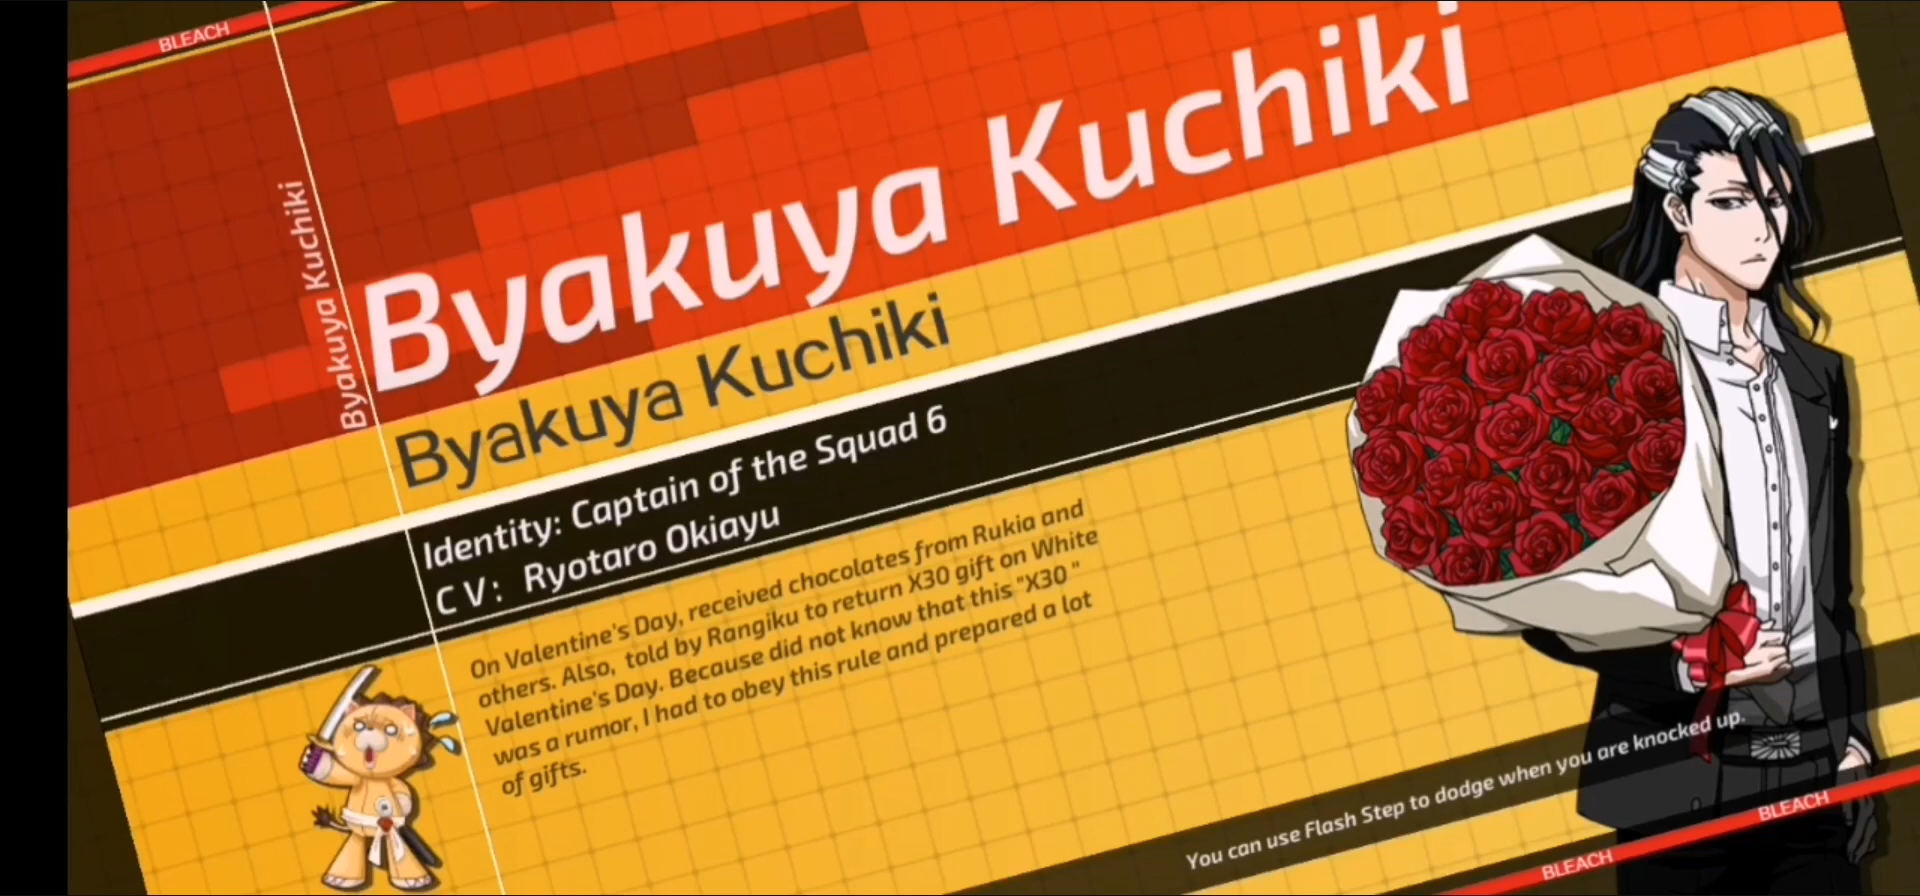 BLEACH
Byakuya Kuchiki
Byakuya Kuchiki
Byakuya Kuchiki
Identity: Captain of the Squad 6
CV: Ryotaro Okiayu
On Valentine's Day, received chocolates from Rukia and
others. Also, told by Rangiku to return X30 gift on White
Valentine's Day. Because did not know that this "X30 "
was a rumor, I had to obey this rule and prepared a lot
of gifts.
You can use Flash Step to dodge when you are knocked up.
BLEACH
BLEACH